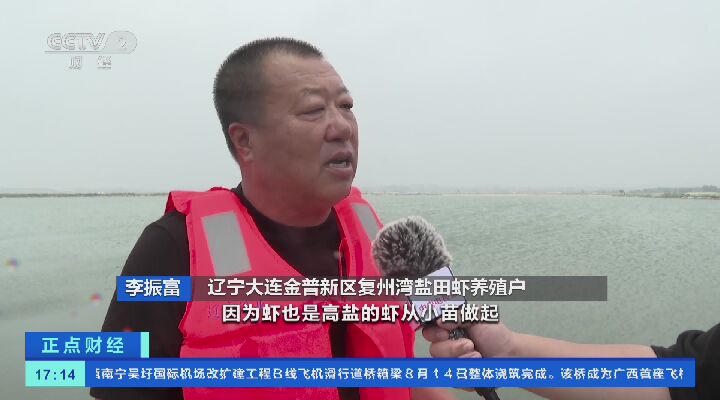 CCTV 2
财经
李振富 辽宁大连金普新区复州湾盐田虾养殖户
因为虾也是高盐的虾从小苗做起
正点财经
17:14 南宁吴圩国际机场改扩建工程B线飞机滑行道桥箱梁8月14日整体浇筑完成。该桥成为广西首座飞